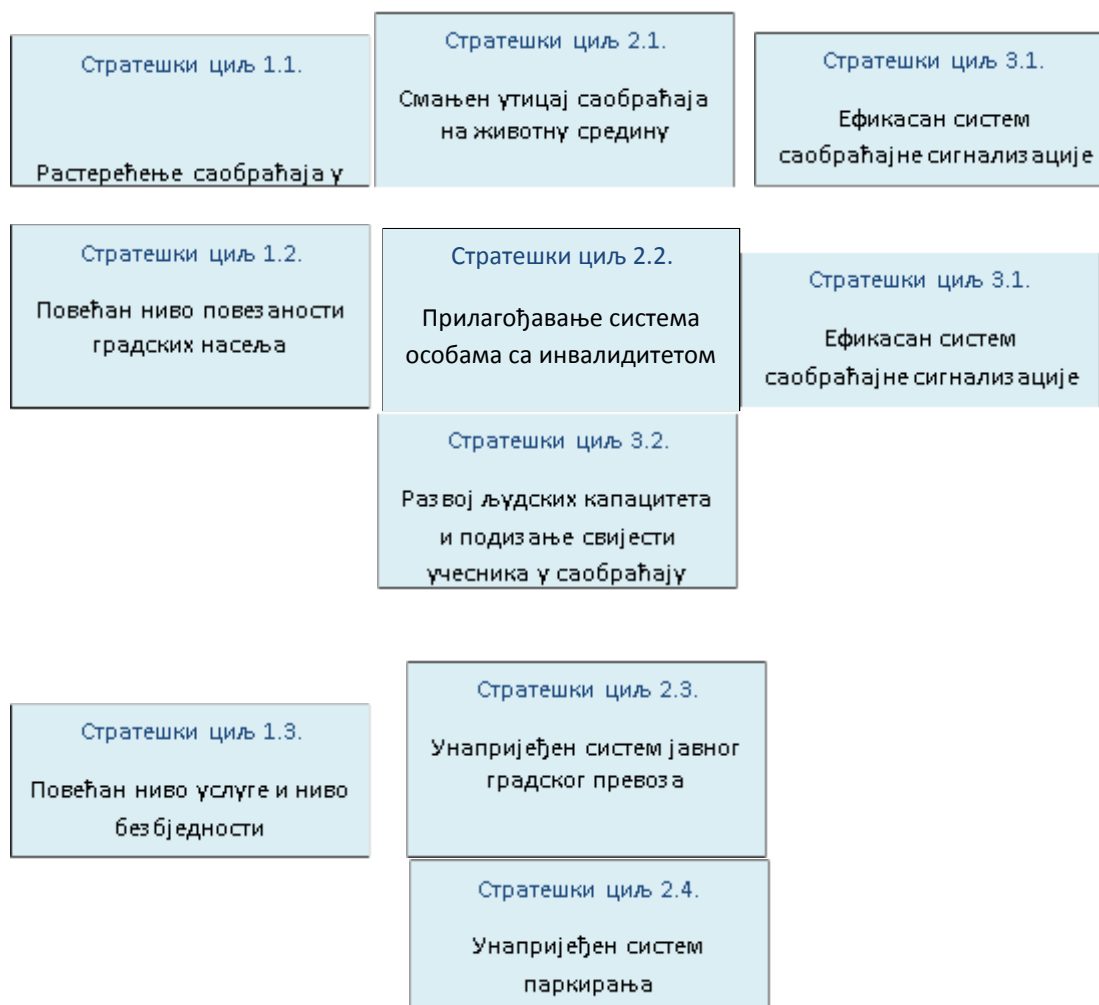 Стратешки циљ 1.1.
Растерећење саобраћаја у
Стратешки циљ 2.1.
Смањен утицај саобраћаја
на животну средину
Стратешки циљ 3.1.
Ефикасан систем
саобраћајне сигнализације
Стратешки циљ 1.2.
Повећан ниво повезаности
градских насеља
Стратешки циљ 2.2.
Прилагођавање система
особама са инвалидитетом
Стратешки циљ 3.1.
Ефикасан систем
саобраћајне сигнализације
Стратешки циљ 3.2.
Развој људских капацитета
и подизање свијести
учесника у саобраћају
Стратешки циљ 1.3.
Повећан ниво услуге и ниво
безбједности
Стратешки циљ 2.3.
Унапријеђен систем јавног
градског превоза
Стратешки циљ 2.4.
Унапријеђен систем
паркирања